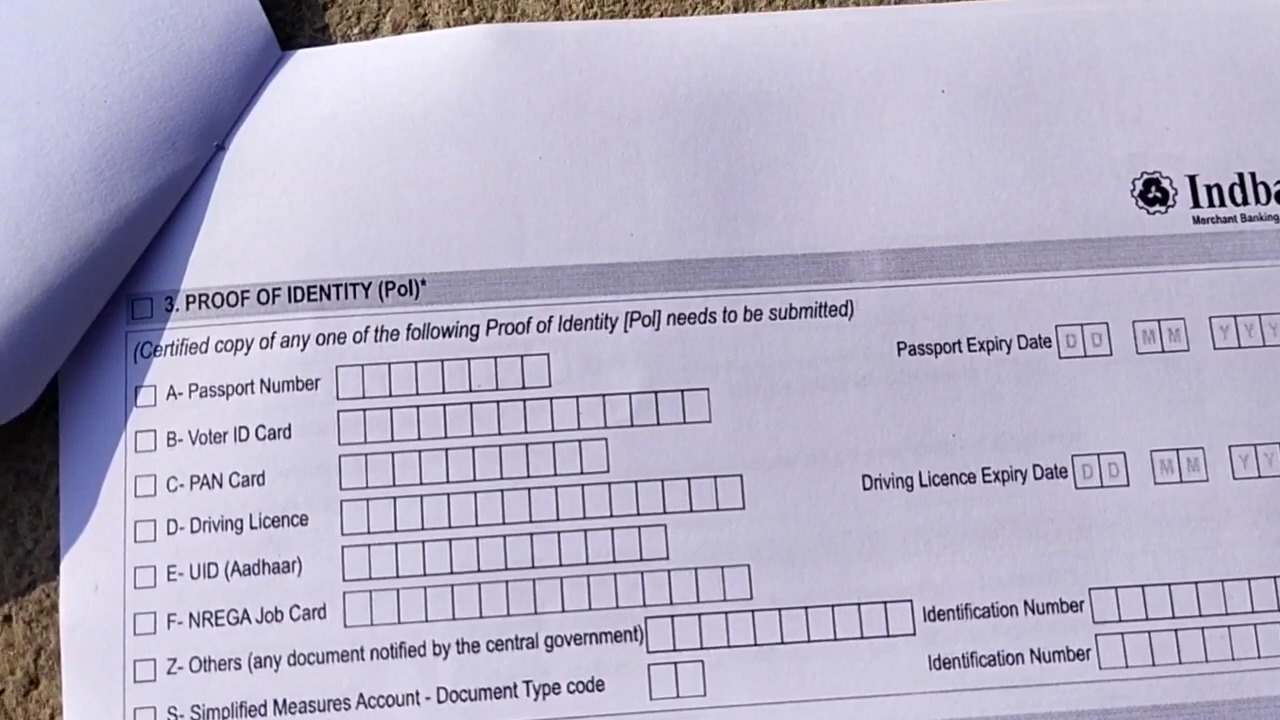 Indba
Merchant Banking
3. PROOF OF IDENTITY (PoI)*
(Certified copy of any one of the following Proof of Identity [PoI] needs to be submitted)
A- Passport Number
Passport Expiry Date D D M M Y Y Y
B- Voter ID Card
C- PAN Card
D- Driving Licence
Driving Licence Expiry Date D D M M Y Y
E- UID (Aadhaar)
F- NREGA Job Card
Z- Others (any document notified by the central government)
Identification Number
S- Simplified Measures Account - Document Type code
Identification Number